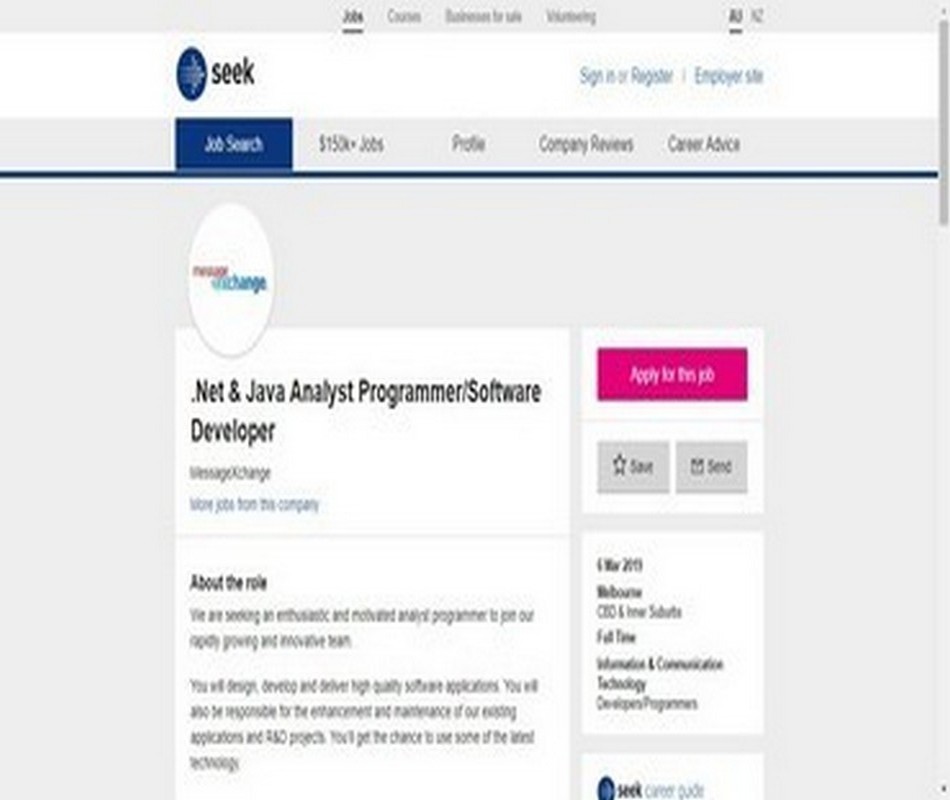 Jobs Courses Businesses for sale Volunteering AU NZ
seek
Sign in or Register | Employer site
Job Search $150k+ Jobs Profile Company Reviews Career Advice
message
xchange
.Net & Java Analyst Programmer/Software
Developer
MessageXchange
More jobs from this company
About the role
We are seeking an enthusiastic and motivated analyst programmer to join our
rapidly growing and innovative team.
You will design, develop and deliver high quality software applications. You will
also be responsible for the enhancement and maintenance of our existing
applications and R&D projects. You'll get the chance to use some of the latest
technology.
Apply for this job
Save Send
6 Mar 2019
Melbourne
CBD & Inner Suburbs
Full Time
Information & Communication
Technology
Developers/Programmers
seek career guide